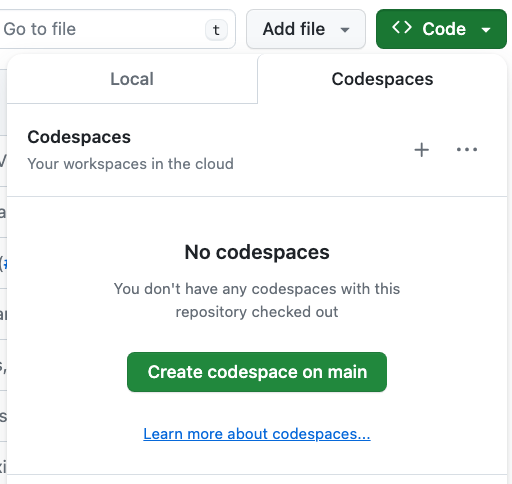 Go to file t Add file <> Code
Local Codespaces
Codespaces
Your workspaces in the cloud
No codespaces
You don't have any codespaces with this
repository checked out
Create codespace on main
Learn more about codespaces...